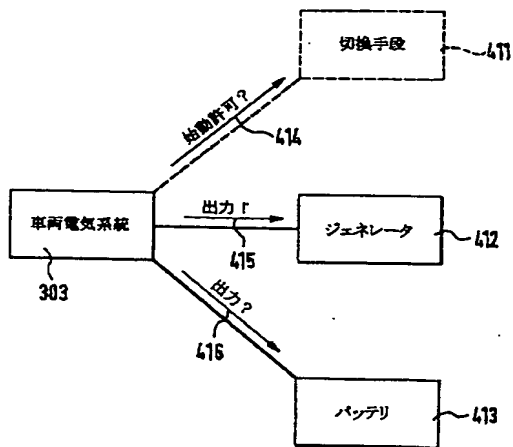 切換手段
411
始動許可?
414
車両電気系統
出力!
ジェネレータ
412
415
303
出力?
416
バッテリ
413